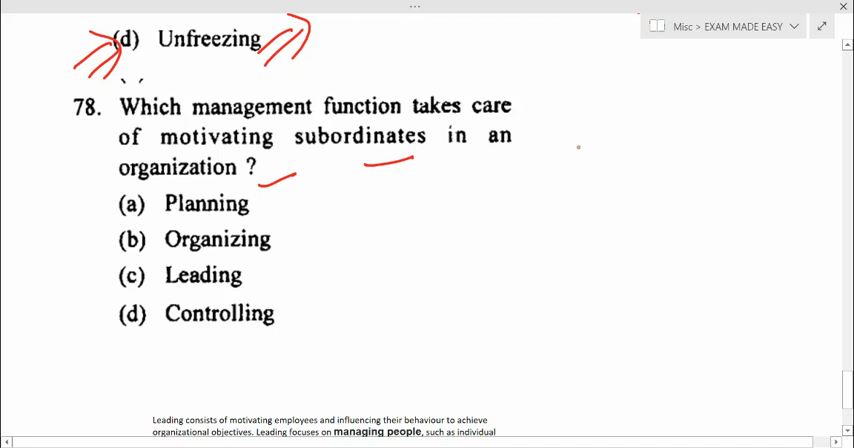 Misc > EXAM MADE EASY
(d) Unfreezing
78. Which management function takes care
of motivating subordinates in an
organization ?
(a) Planning
(b) Organizing
(c) Leading
(d) Controlling
Leading consists of motivating employees and influencing their behaviour to achieve
organizational objectives. Leading focuses on managing people, such as individual